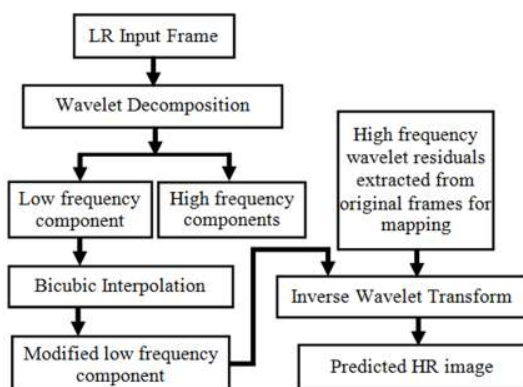 LR Input Frame
Wavelet Decomposition
Low frequency
component
High frequency
components
Bicubic Interpolation
Modified low frequency
component
High frequency
wavelet residuals
extracted from
original frames for
mapping
Inverse Wavelet Transform
Predicted HR image